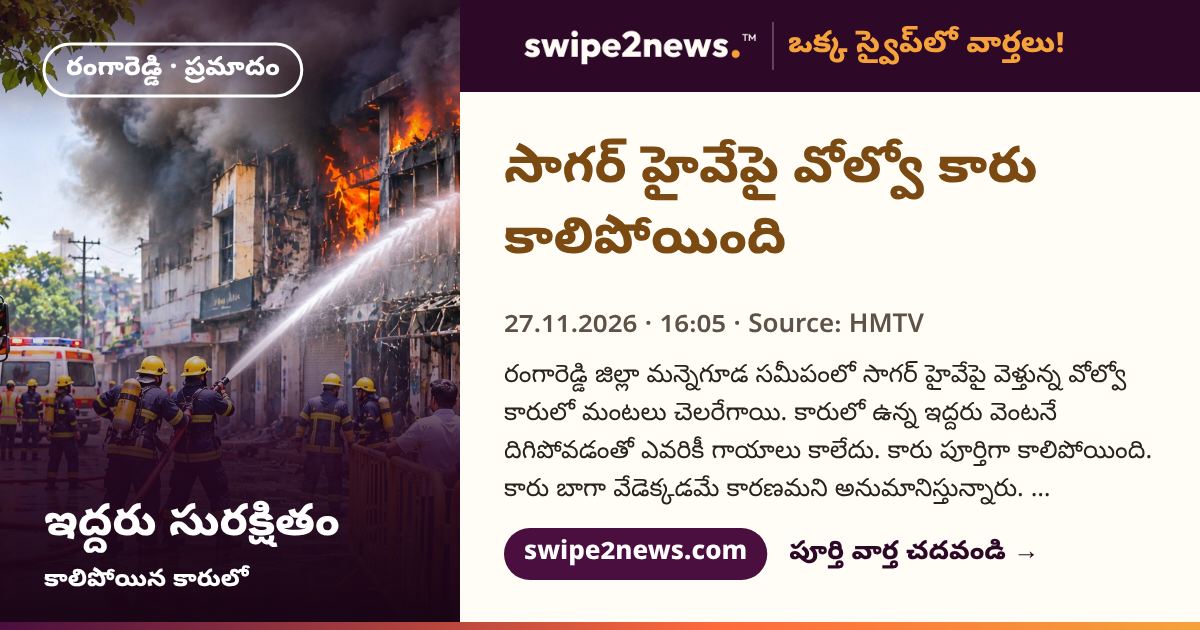 రంగారెడ్డి · ప్రమాదం
swipe2news.™
ఒక్క స్వైప్‌లో వార్తలు!
సాగర్ హైవేపై వోల్వో కారు
కాలిపోయింది
27.11.2026 · 16:05 · Source: HMTV
రంగారెడ్డి జిల్లా మన్నెగూడ సమీపంలో సాగర్ హైవేపై వెళ్తున్న వోల్వో
కారులో మంటలు చెలరేగాయి. కారులో ఉన్న ఇద్దరు వెంటనే
దిగిపోవడంతో ఎవరికీ గాయాలు కాలేదు. కారు పూర్తిగా కాలిపోయింది.
కారు బాగా వేడెక్కడమే కారణమని అనుమానిస్తున్నారు. ...
ఇద్దరు సురక్షితం
కాలిపోయిన కారులో
swipe2news.com
పూర్తి వార్త చదవండి →